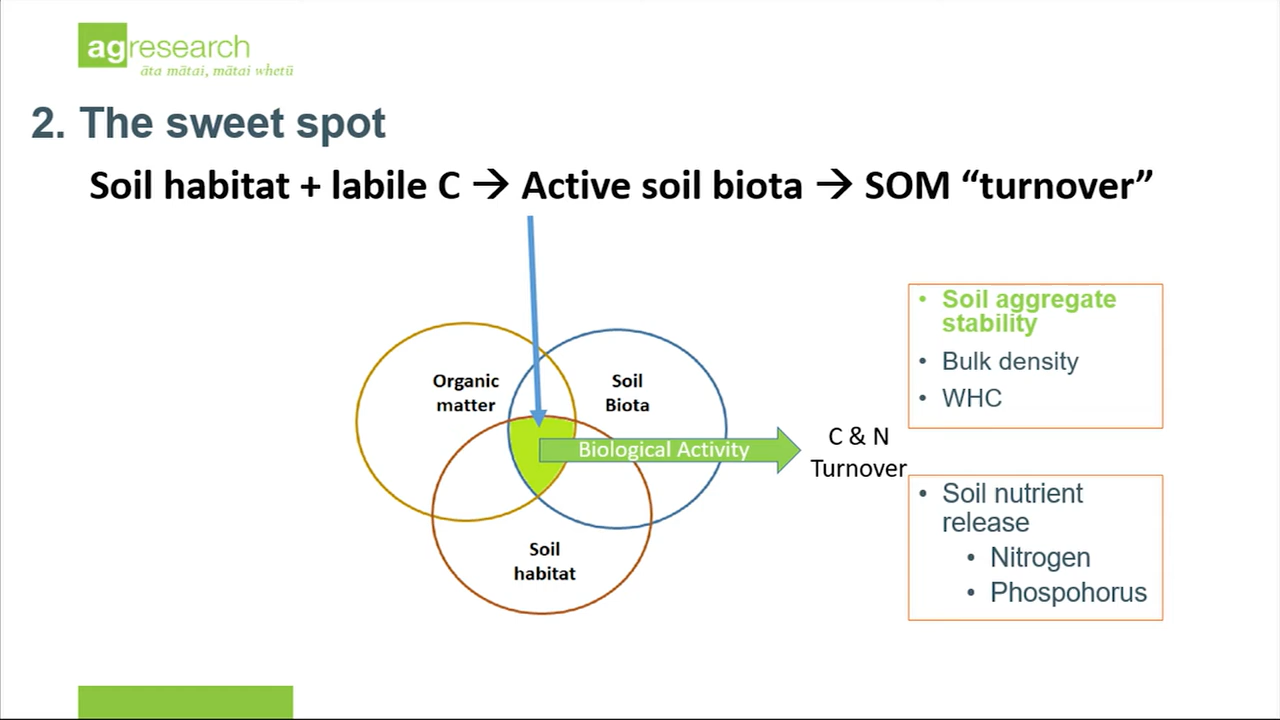 agresearch
āta mātai, mātai whetū
2. The sweet spot
Soil habitat + labile C → Active soil biota → SOM “turnover”
Organic
matter
Soil
Biota
Soil
habitat
Biological Activity
C & N
Turnover
• Soil aggregate
stability
• Bulk density
• WHC
• Soil nutrient
release
• Nitrogen
• Phospohorus